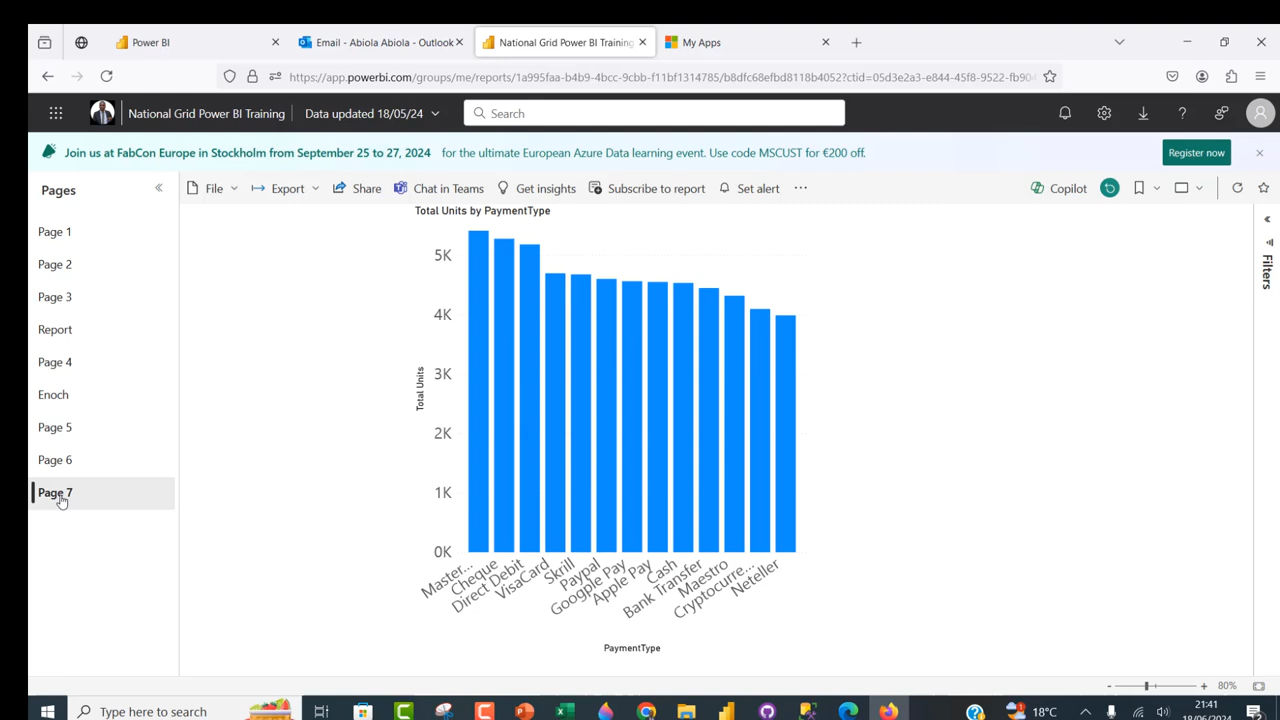 Power BI
Email - Abiola Abiola - Outlook
National Grid Power BI Training
My Apps
https://app.powerbi.com/groups/me/reports/1a995faa-b4b9-4bcc-9cbb-f11bf1314785/b8dfc68efbd8118b4052?ctid=05d3e2a3-e844-45f8-9522-fb904
National Grid Power BI Training
Data updated 18/05/24
Search
Join us at FabCon Europe in Stockholm from September 25 to 27, 2024 for the ultimate European Azure Data learning event. Use code MSCUST for €200 off.
Register now
Pages
File
Export
Share
Chat in Teams
Get insights
Subscribe to report
Set alert
Copilot
Page 1
Page 2
Page 3
Report
Page 4
Enoch
Page 5
Page 6
Page 7
Total Units by PaymentType
5K
4K
3K
2K
1K
0K
Total Units
Master...
Cheque
Direct Debit
VisaCard
Skrill
Paypal
Googple Pay
Apple Pay
Cash
Bank Transfer
Maestro
Cryptocurre...
Neteller
PaymentType
Filters
80%
Type here to search
18°C
21:41
18/06/2024